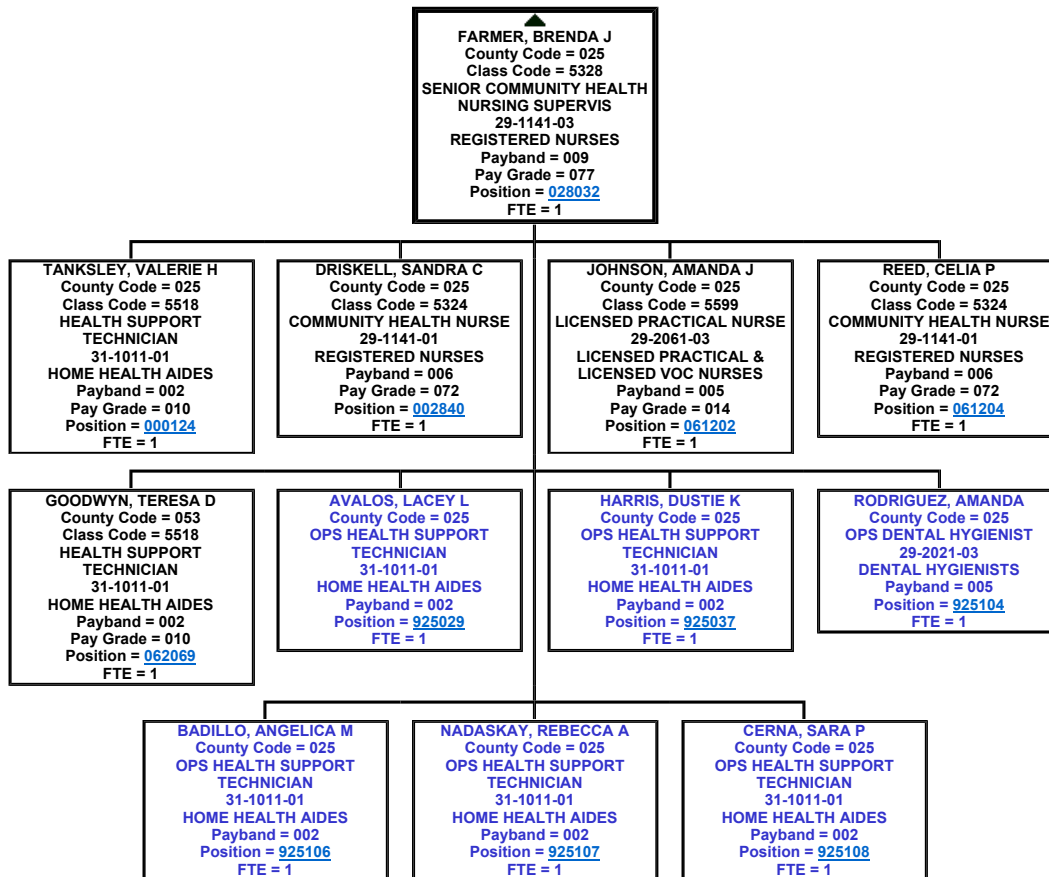 FARMER, BRENDA J
County Code = 025
Class Code = 5328
SENIOR COMMUNITY HEALTH
NURSING SUPERVIS
29-1141-03
REGISTERED NURSES
Payband = 009
Pay Grade = 077
Position = 028032
FTE = 1
TANKSLEY, VALERIE H
County Code = 025
Class Code = 5518
HEALTH SUPPORT
TECHNICIAN
31-1011-01
HOME HEALTH AIDES
Payband = 002
Pay Grade = 010
Position = 000124
FTE = 1
DRISKELL, SANDRA C
County Code = 025
Class Code = 5324
COMMUNITY HEALTH NURSE
29-1141-01
REGISTERED NURSES
Payband = 006
Pay Grade = 072
Position = 002840
FTE = 1
JOHNSON, AMANDA J
County Code = 025
Class Code = 5599
LICENSED PRACTICAL NURSE
29-2061-03
LICENSED PRACTICAL &
LICENSED VOC NURSES
Payband = 005
Pay Grade = 014
Position = 061202
FTE = 1
REED, CELIA P
County Code = 025
Class Code = 5324
COMMUNITY HEALTH NURSE
29-1141-01
REGISTERED NURSES
Payband = 006
Pay Grade = 072
Position = 061204
FTE = 1
GOODWYN, TERESA D
County Code = 053
Class Code = 5518
HEALTH SUPPORT
TECHNICIAN
31-1011-01
HOME HEALTH AIDES
Payband = 002
Pay Grade = 010
Position = 062069
FTE = 1
AVALOS, LACEY L
County Code = 025
OPS HEALTH SUPPORT
TECHNICIAN
31-1011-01
HOME HEALTH AIDES
Payband = 002
Position = 925029
FTE = 1
HARRIS, DUSTIE K
County Code = 025
OPS HEALTH SUPPORT
TECHNICIAN
31-1011-01
HOME HEALTH AIDES
Payband = 002
Position = 925037
FTE = 1
RODRIGUEZ, AMANDA
County Code = 025
OPS DENTAL HYGIENIST
29-2021-03
DENTAL HYGIENISTS
Payband = 005
Position = 925104
FTE = 1
BADILLO, ANGELICA M
County Code = 025
OPS HEALTH SUPPORT
TECHNICIAN
31-1011-01
HOME HEALTH AIDES
Payband = 002
Position = 925106
FTE = 1
NADASKAY, REBECCA A
County Code = 025
OPS HEALTH SUPPORT
TECHNICIAN
31-1011-01
HOME HEALTH AIDES
Payband = 002
Position = 925107
FTE = 1
CERNA, SARA P
County Code = 025
OPS HEALTH SUPPORT
TECHNICIAN
31-1011-01
HOME HEALTH AIDES
Payband = 002
Position = 925108
FTE = 1